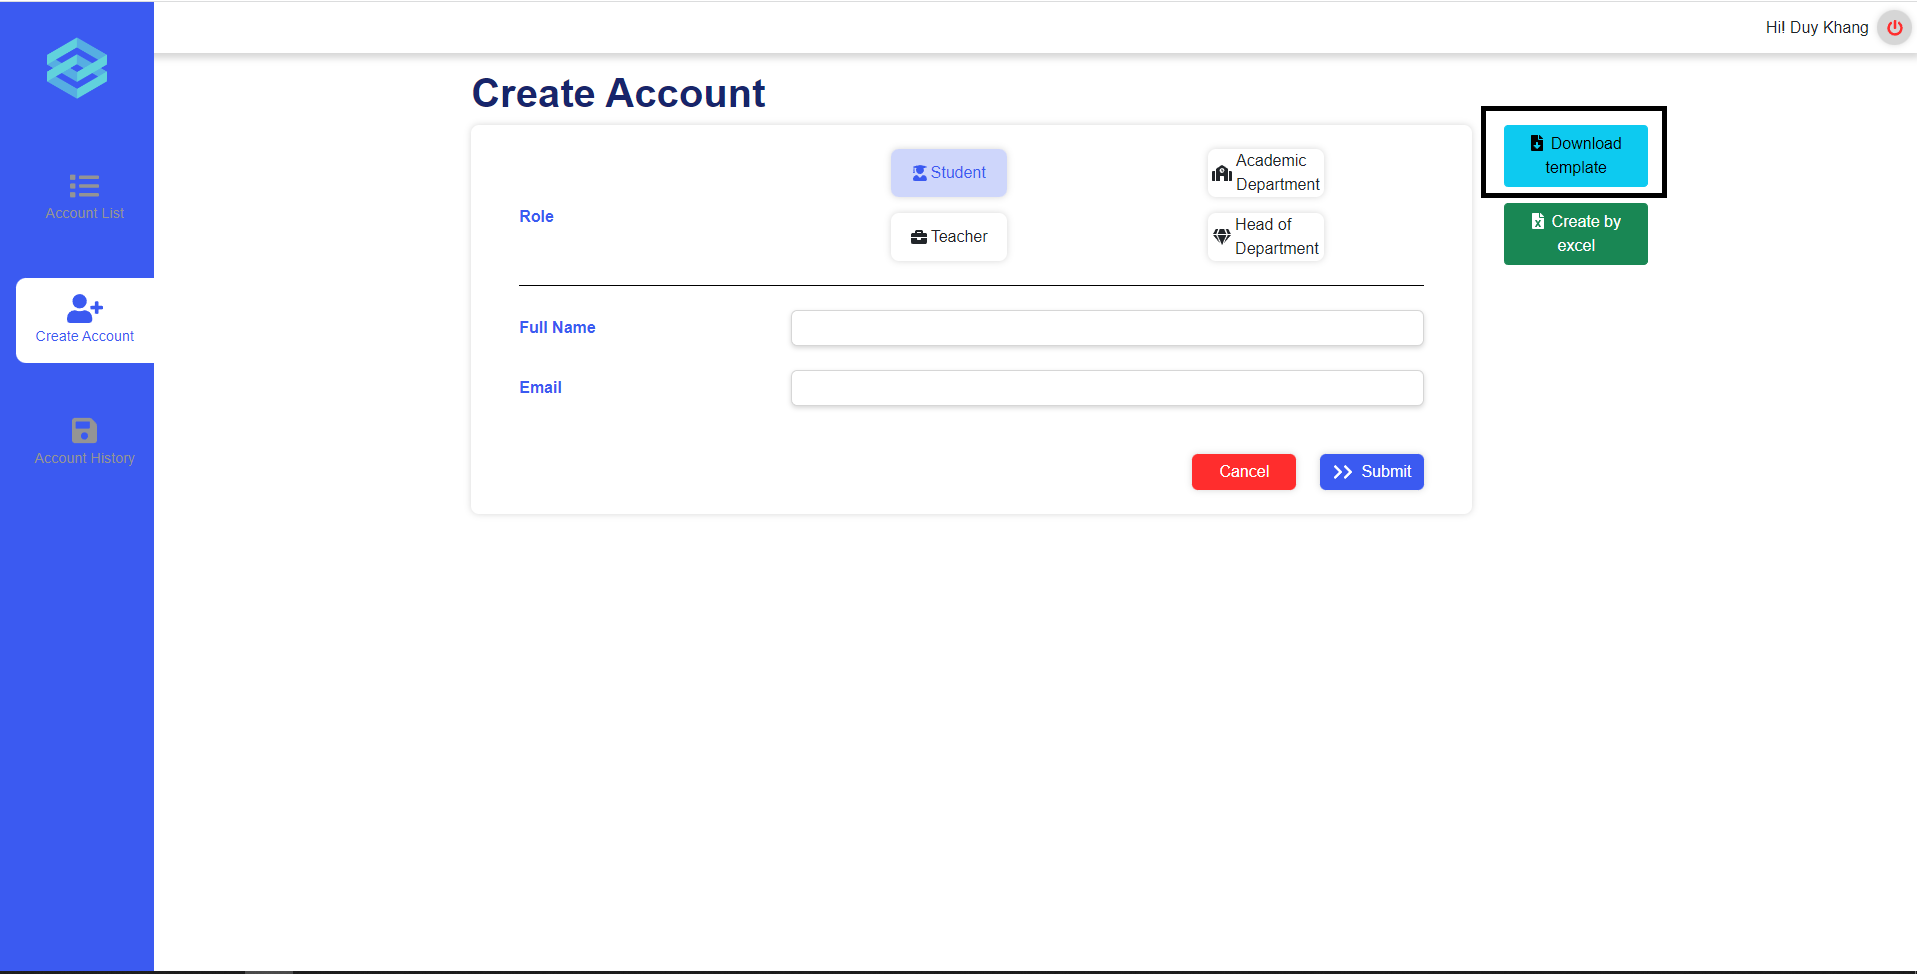 Hi! Duy Khang
Account List
Create Account
Account History
Create Account
Role
Student
Academic
Department
Teacher
Head of
Department
Full Name
Email
Cancel
Submit
Download
template
Create by
excel